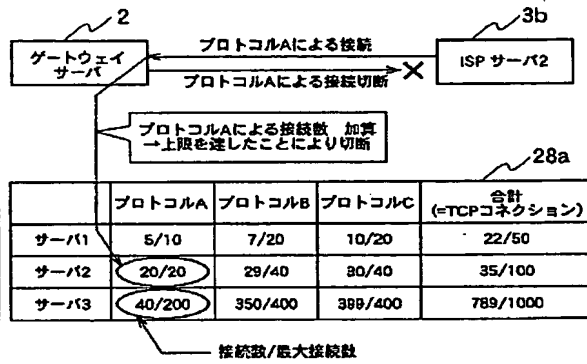 2
3b
ゲートウェイ
サーバ
プロトコルAによる接続
プロトコルAによる接続切断
ISP サーバ2
プロトコルAによる接続数 加算
→上限を達したことにより切断
28a
プロトコルA プロトコルB プロトコルC 合計
(=TCPコネクション)
サーバ1 5/10 7/20 10/20 22/50
サーバ2 20/20 29/40 30/40 35/100
サーバ3 40/200 350/400 399/400 789/1000
接続数/最大接続数